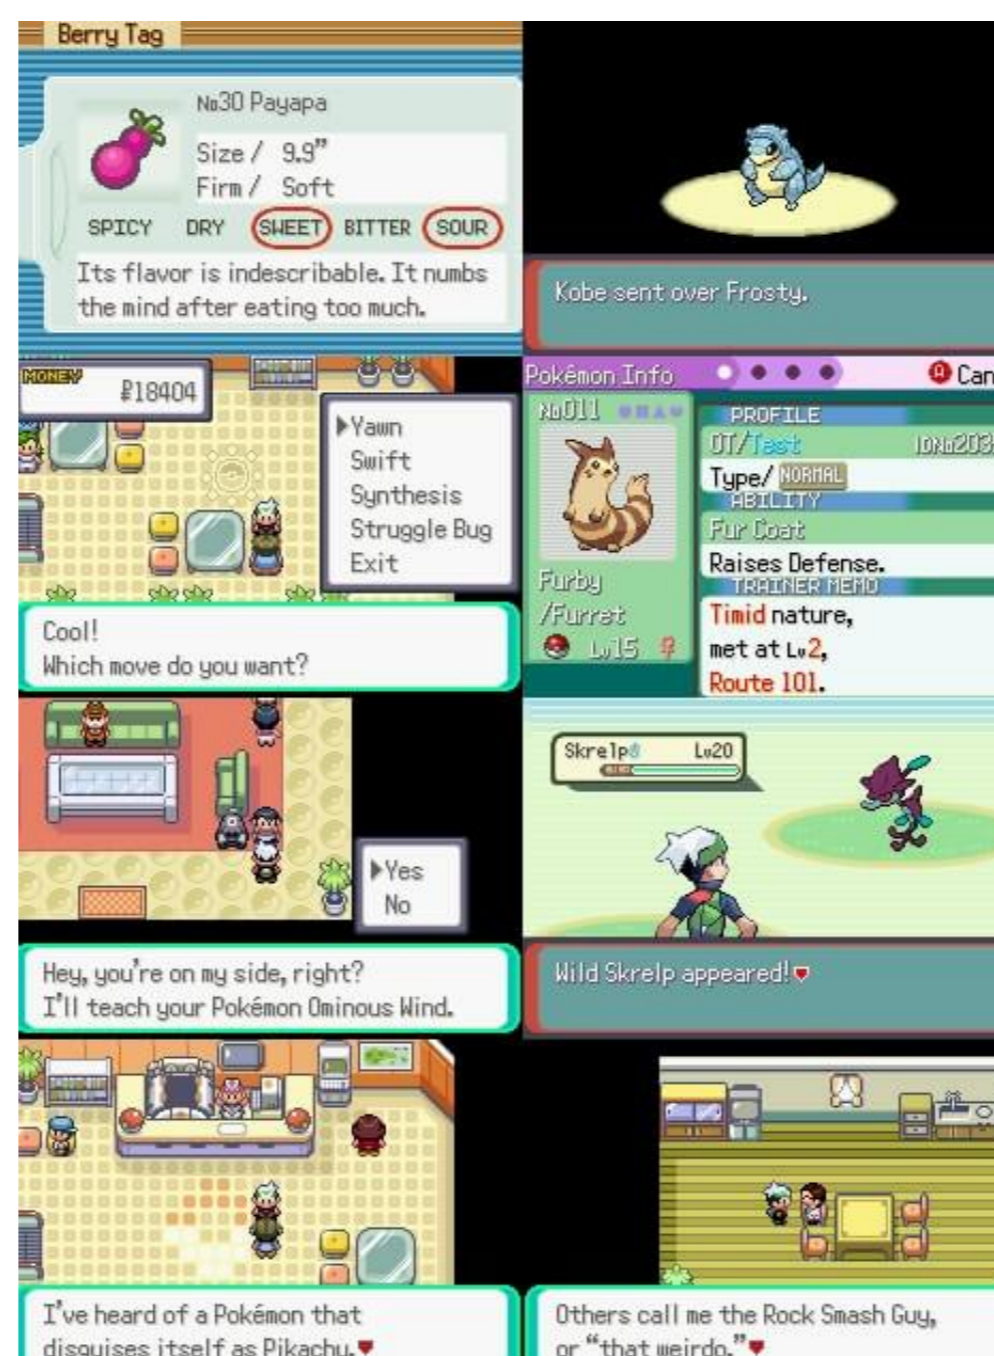 Berry Tag
№30 Payapa
Size / 9.9”
Firm / Soft
SPICY DRY SWEET BITTER SOUR
Its flavor is indescribable. It numbs
the mind after eating too much.
Kobe sent over Frosty.
MONEY
₽18404
▶Yawn
Swift
Synthesis
Struggle Bug
Exit
Cool!
Which move do you want?
Pokémon Info
A Can
№011
Furby
/Furret
Lv15 ♀
PROFILE
OT/Test IDNo203
Type/ NORMAL
ABILITY
Fur Coat
Raises Defense.
TRAINER MEMO
Timid nature,
met at Lv2,
Route 101.
▶Yes
No
Hey, you're on my side, right?
I'll teach your Pokémon Ominous Wind.
Skrelp♂ Lv20
Wild Skrelp appeared!
I've heard of a Pokémon that
disguises itself as Pikachu.
Others call me the Rock Smash Guy,
or “that weirdo.”